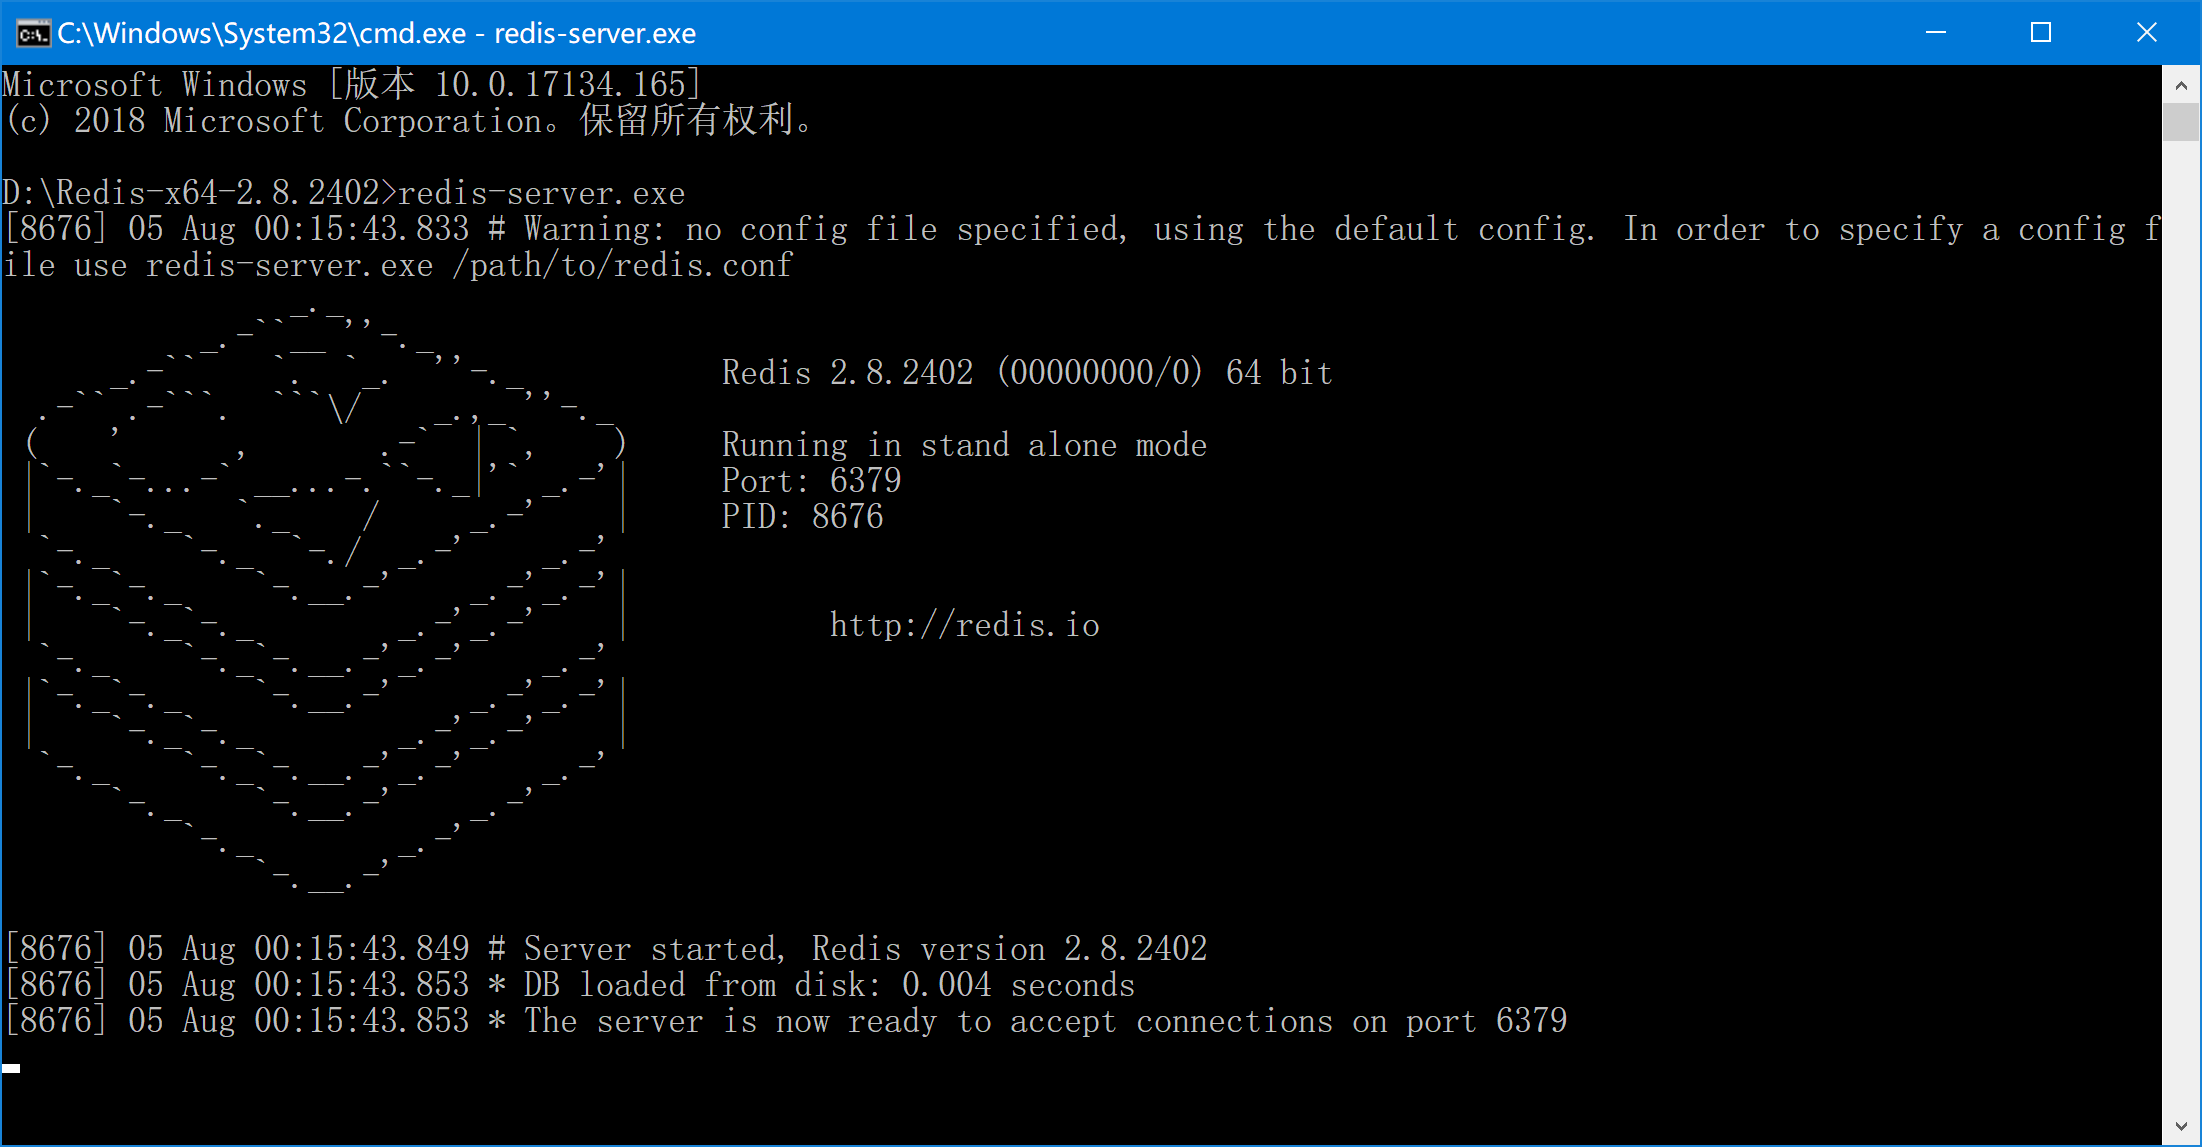 C:\Windows\System32\cmd.exe - redis-server.exe
Microsoft Windows [版本 10.0.17134.165]
(c) 2018 Microsoft Corporation。保留所有权利。
D:\Redis-x64-2.8.2402>redis-server.exe
[8676] 05 Aug 00:15:43.833 # Warning: no config file specified, using the default config. In order to specify a config f
ile use redis-server.exe /path/to/redis.conf
Redis 2.8.2402 (00000000/0) 64 bit
Running in stand alone mode
Port: 6379
PID: 8676
http://redis.io
[8676] 05 Aug 00:15:43.849 # Server started, Redis version 2.8.2402
[8676] 05 Aug 00:15:43.853 * DB loaded from disk: 0.004 seconds
[8676] 05 Aug 00:15:43.853 * The server is now ready to accept connections on port 6379